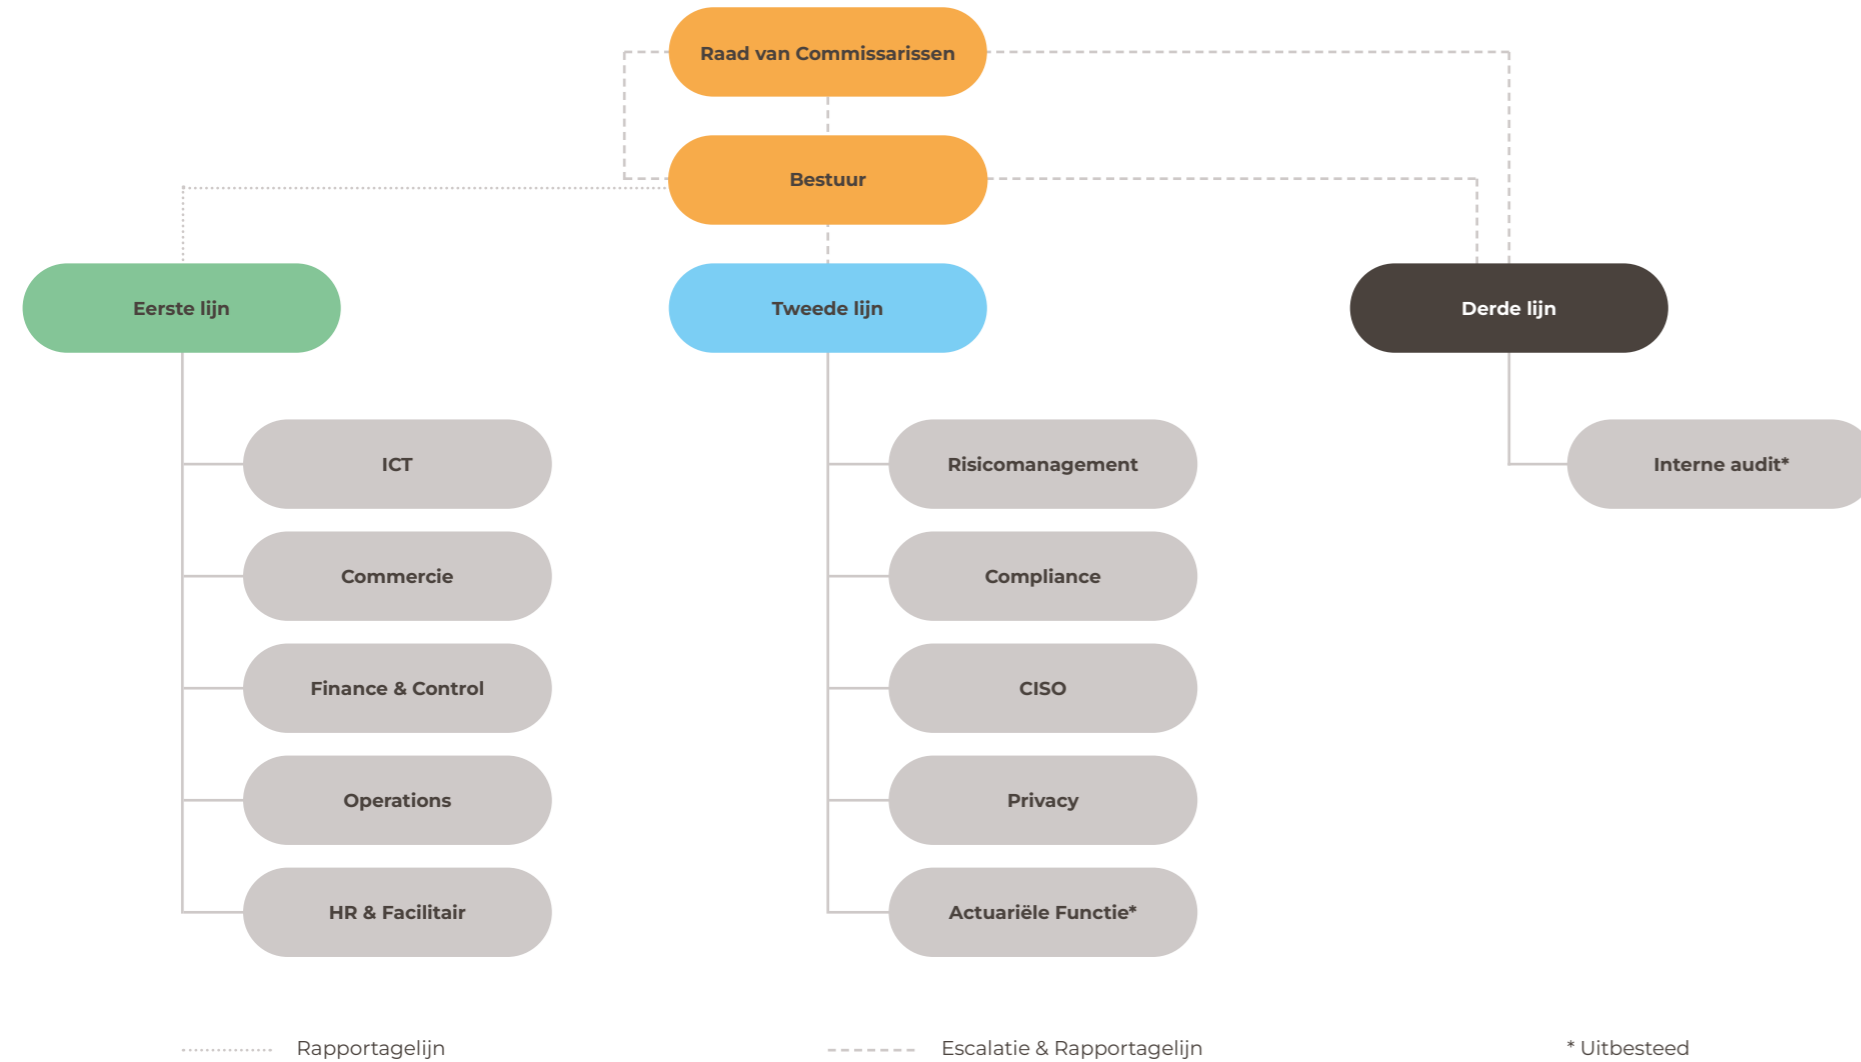 Raad van Commissarissen
Bestuur
Eerste lijn
Tweede lijn
Derde lijn
ICT
Commercie
Finance & Control
Operations
HR & Facilitair
Risicomanagement
Compliance
CISO
Privacy
Actuariële Functie*
Interne audit*
Rapportagelijn
Escalatie & Rapportagelijn
* Uitbesteed